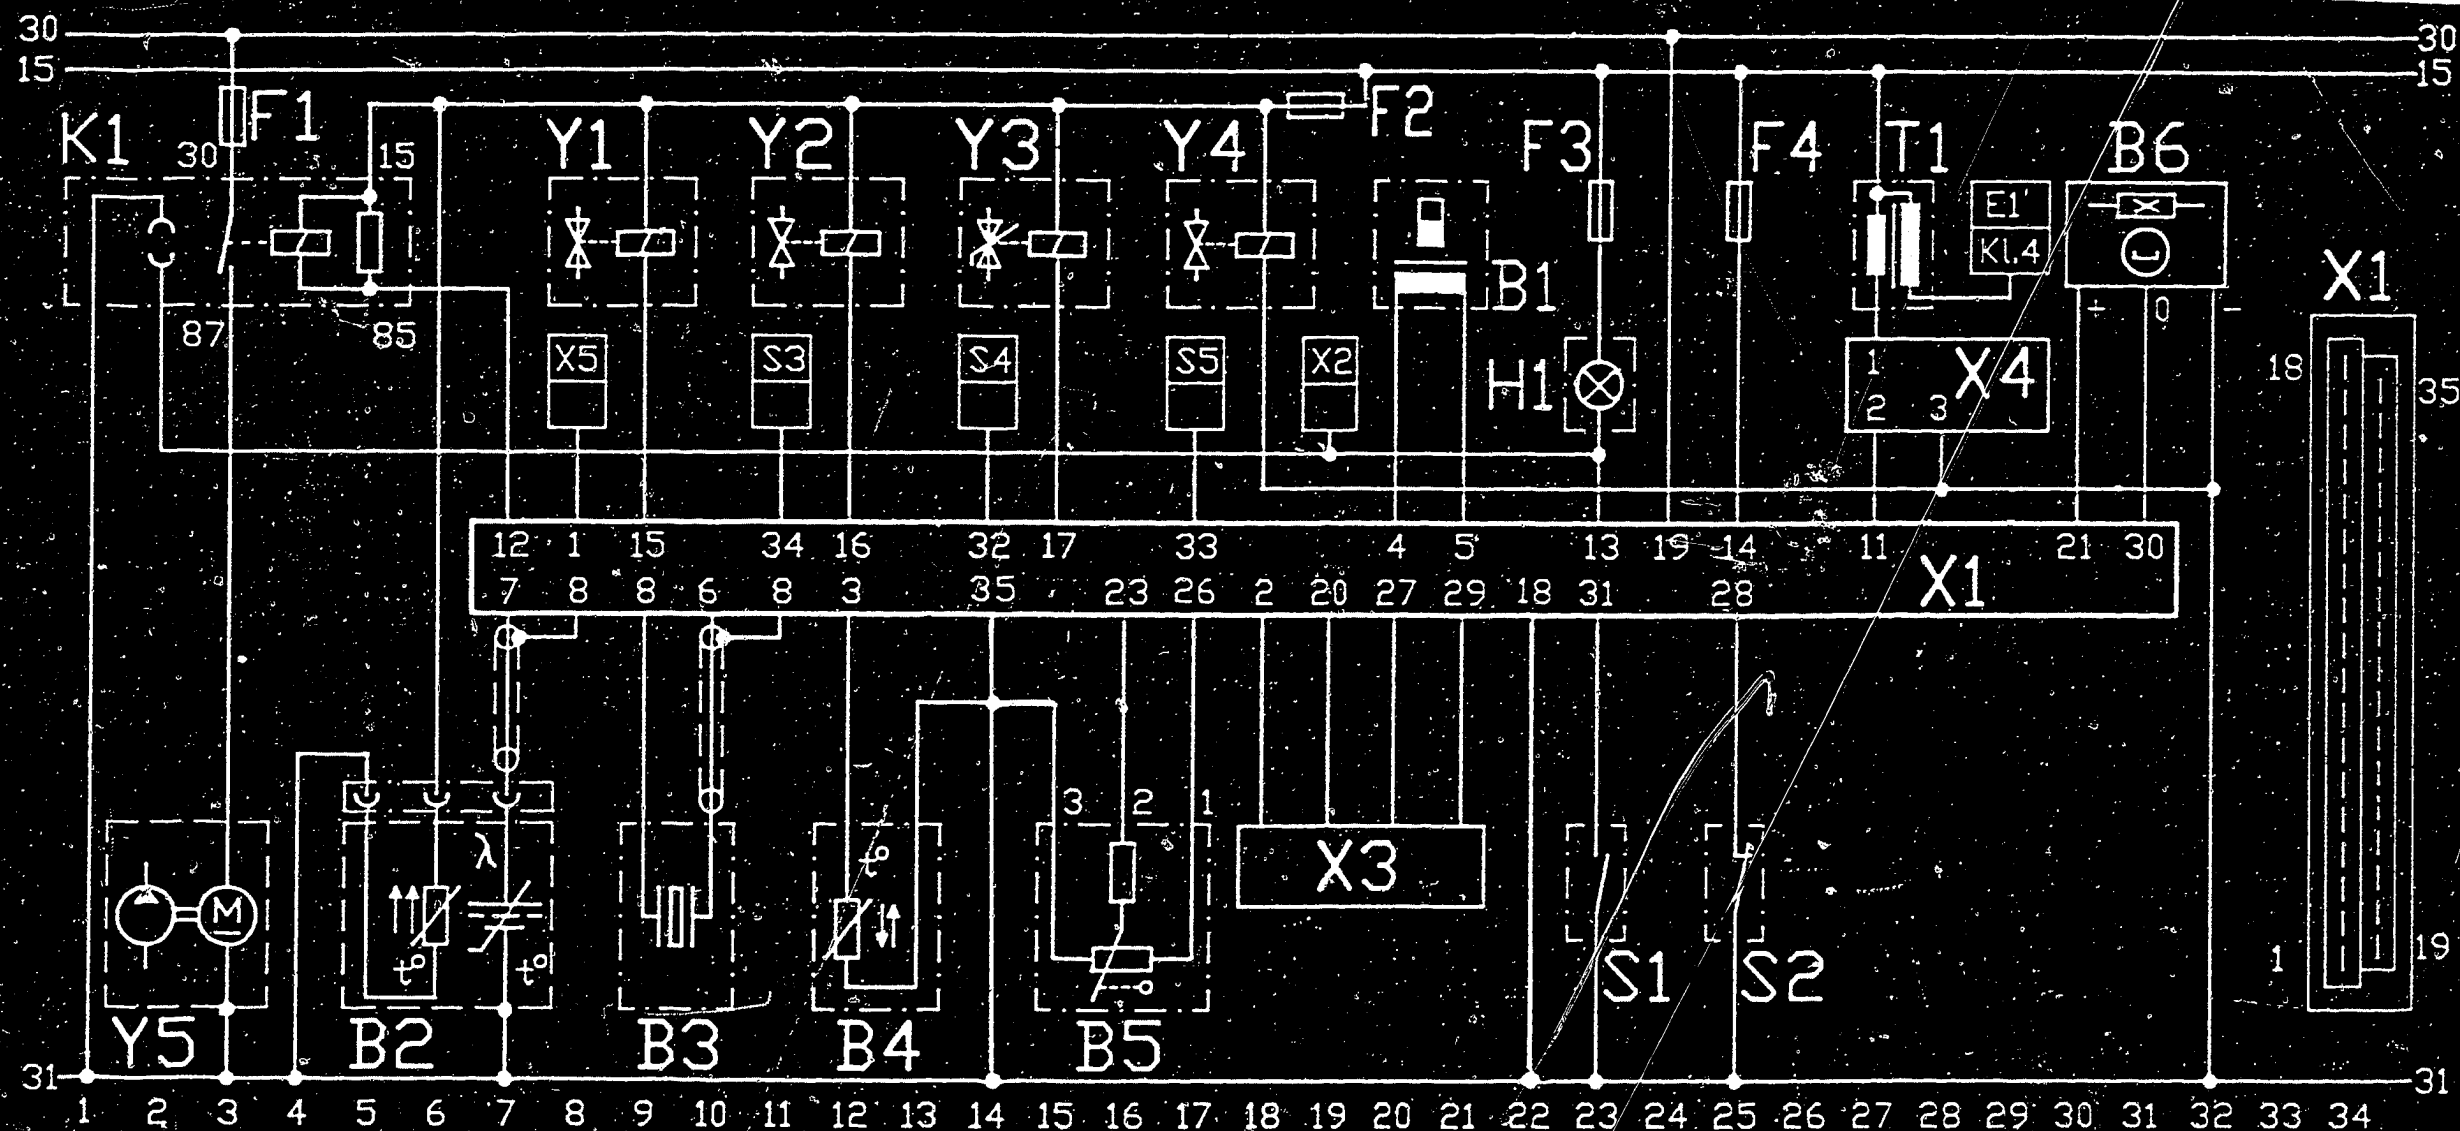 30 30
15 15
K1 F1 Y1 Y2 Y3 Y4 F2 F3 F4 T1 B6
30 15
E1
Kl.4
B1 X1
+ 0 -
87 85
X5 S3 S4 S5 X2 H1 1 X4 18 35
2 3
12 1 15 34 16 32 17 33 4 5 13 19 14 11 21 30
7 8 8 6 8 3 35 23 26 2 20 27 29 18 31 28 X1
3 2 1
λ t° X3
M
t° t° S1 S2 1 19
Y5 B2 B3 B4 B5
31 31
1 2 3 4 5 6 7 8 9 10 11 12 13 14 15 16 17 18 19 20 21 22 23 24 25 26 27 28 29 30 31 32 33 34